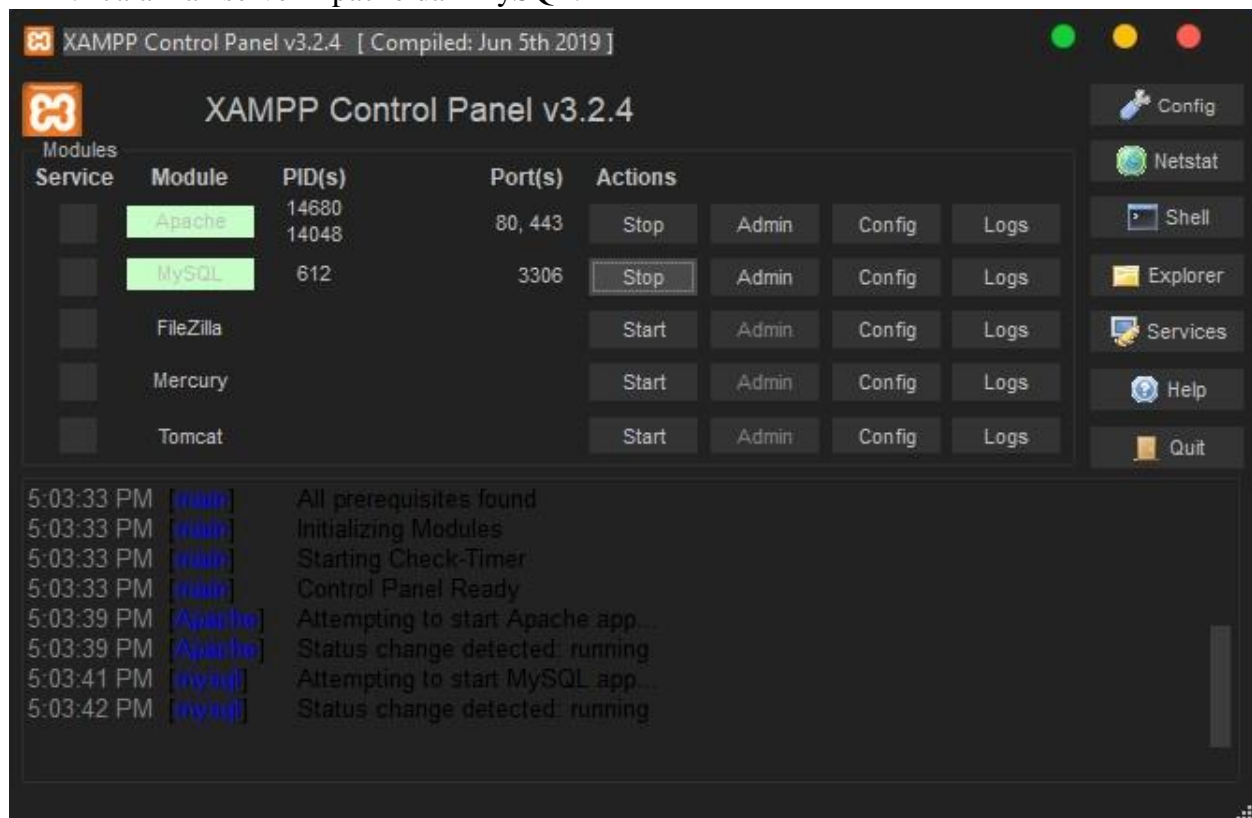 server Apache dan MySQL
XAMPP Control Panel v3.2.4 [ Compiled: Jun 5th 2019 ]
XAMPP Control Panel v3.2.4
Config
Modules
Service Module PID(s) Port(s) Actions
Netstat
Apache 14680 14048 80, 443 Stop Admin Config Logs
Shell
MySQL 612 3306 Stop Admin Config Logs
Explorer
FileZilla Start Admin Config Logs
Services
Mercury Start Admin Config Logs
Help
Tomcat Start Admin Config Logs
Quit
5:03:33 PM [main] All prerequisites found
5:03:33 PM [main] Initializing Modules
5:03:33 PM [main] Starting Check-Timer
5:03:33 PM [main] Control Panel Ready
5:03:39 PM [Apache] Attempting to start Apache app...
5:03:39 PM [Apache] Status change detected: running
5:03:41 PM [mysql] Attempting to start MySQL app...
5:03:42 PM [mysql] Status change detected: running